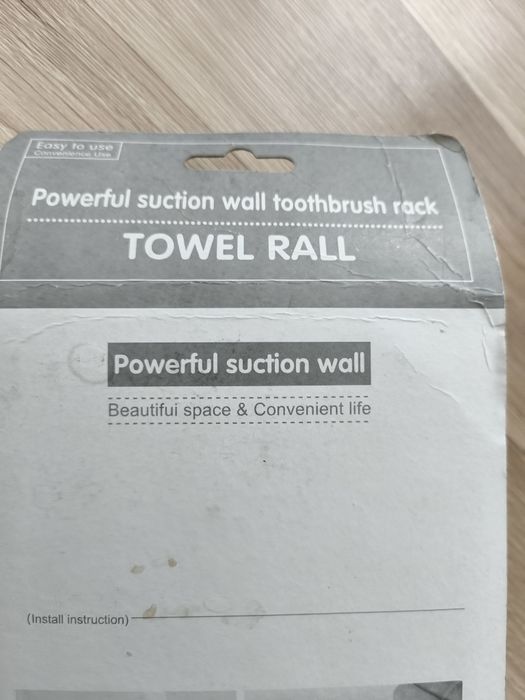 Easy to use
Convenience Use
Powerful suction wall toothbrush rack
TOWEL RALL
Powerful suction wall
Beautifui space & Convenient life
(Install instruction)